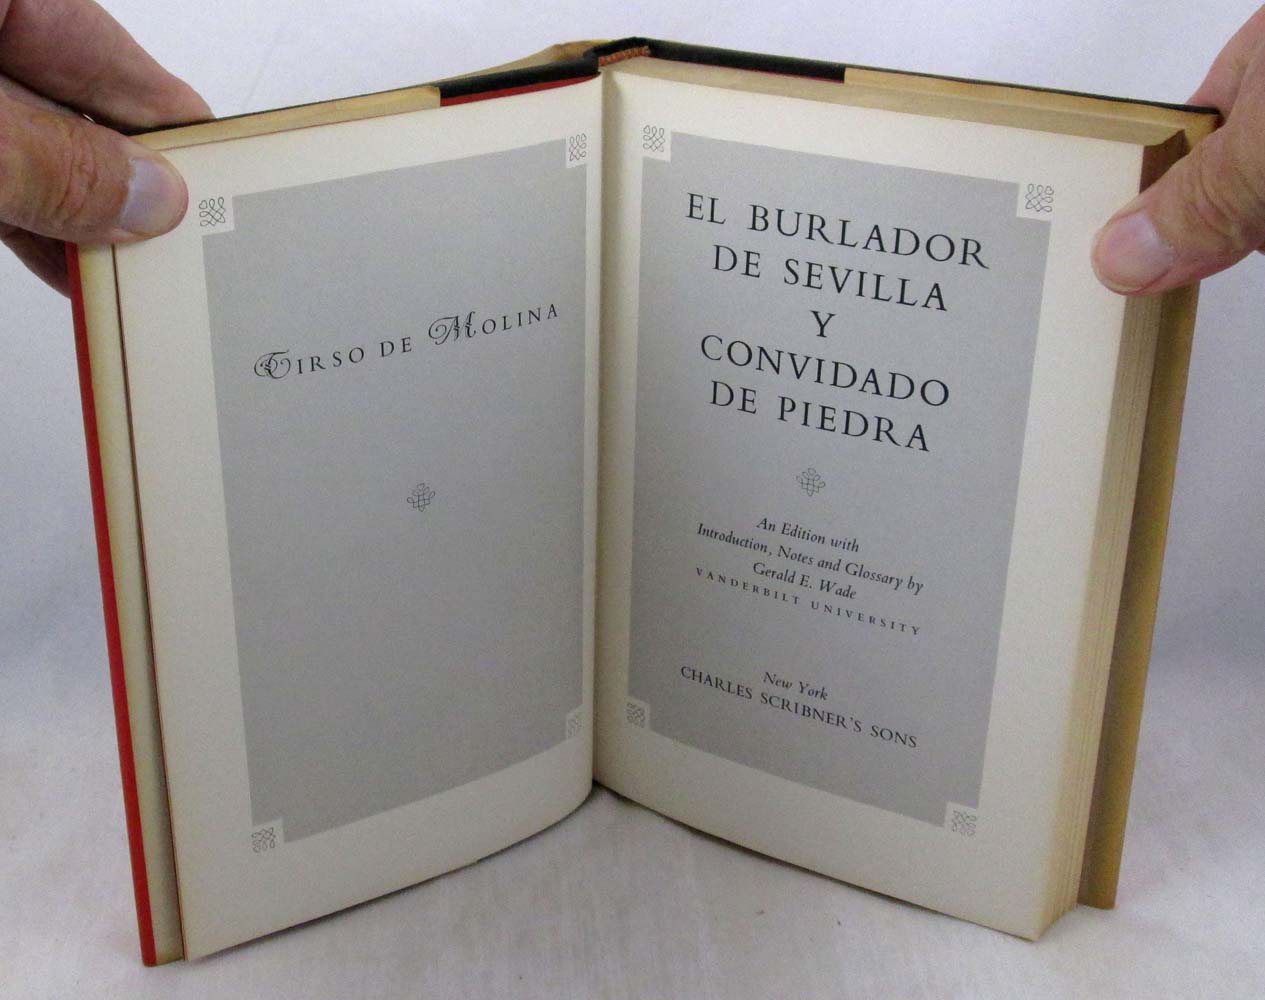 TIRSO DE MOLINA
EL BURLADOR
DE SEVILLA
Y
CONVIDADO
DE PIEDRA
An Edition with
Introduction, Notes and Glossary by
Gerald E. Wade
VANDERBILT UNIVERSITY
New York
CHARLES SCRIBNER'S SONS